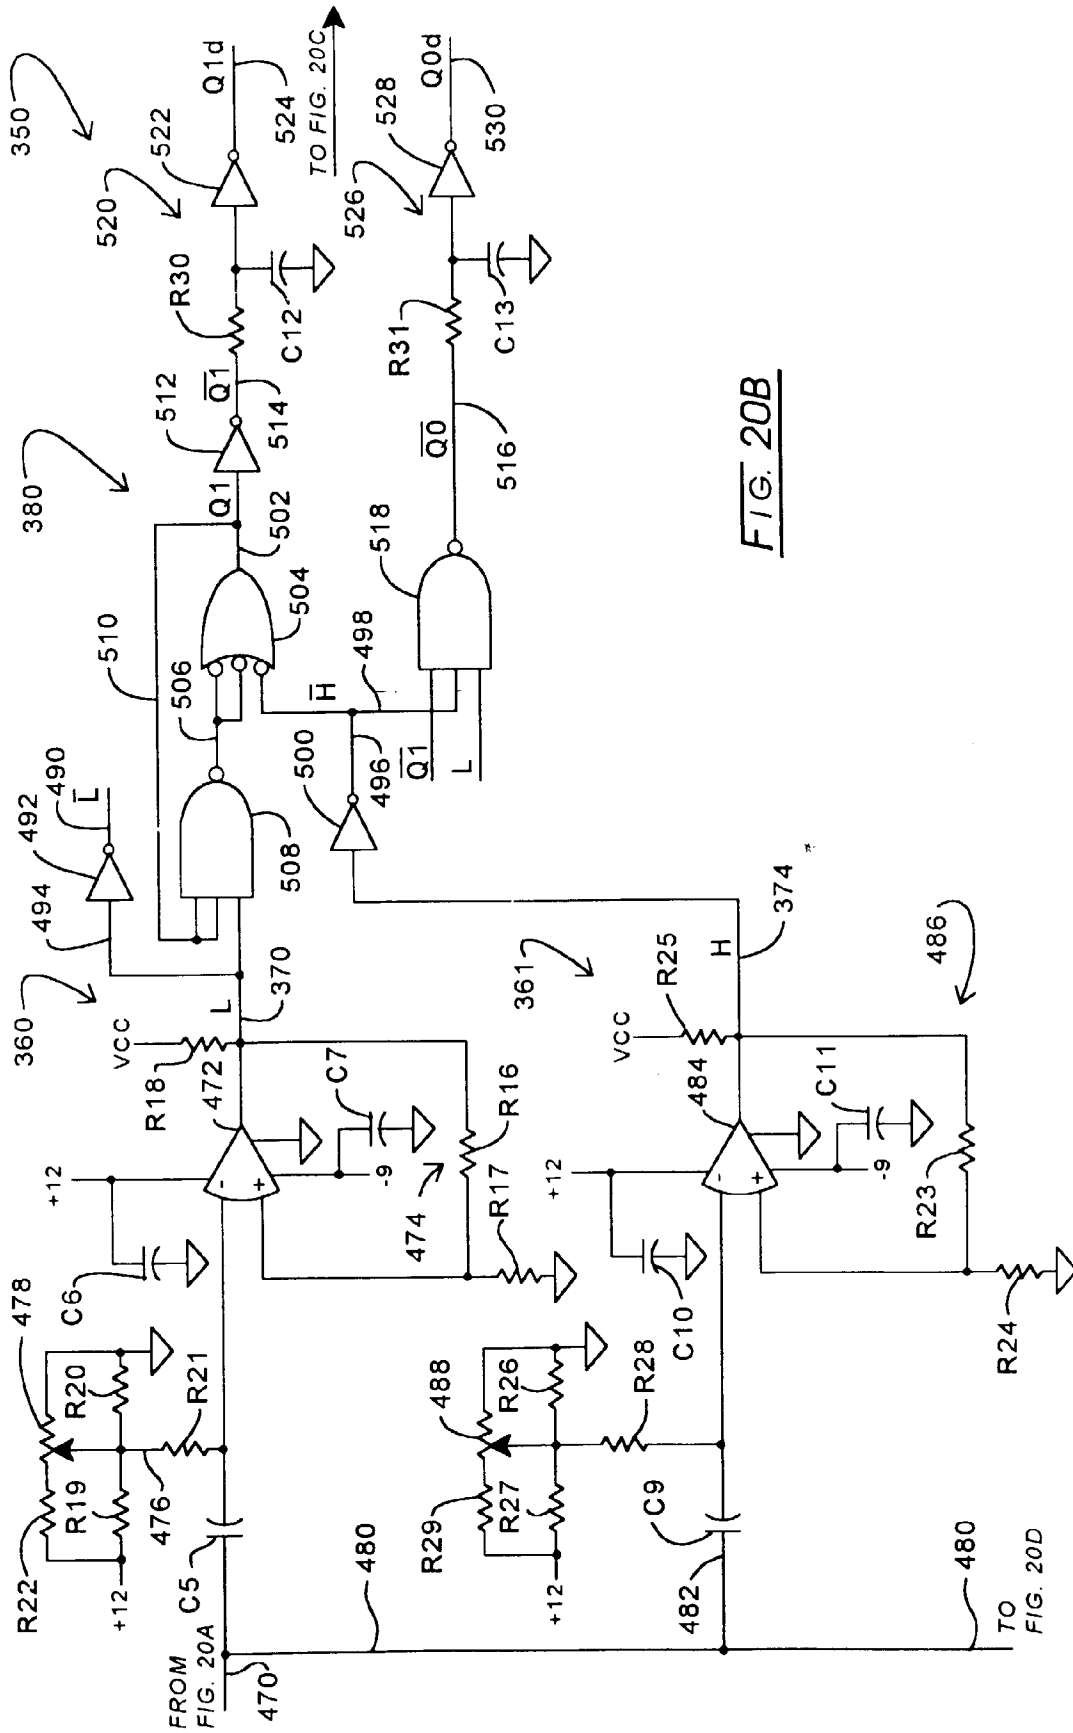 350
Q1d
524
TO FIG. 20C
522
520
R30
C12
Q̅1̅
512
514
380
Q1
502
504
510
506
508
L̅
490
492
494
360
L
370
VCC
R18
472
C7
+12
-9
R16
474
R17
C6
478
R20
R19
R21
R22
476
+12
C5
FROM
FIG. 20A
470
480
Q0d
530
528
526
R31
C13
Q̅0̅
516
518
498
H̅
496
500
Q̅1̅
L
374
H
361
486
VCC
R25
484
C11
+12
-9
R23
R24
C10
488
R26
R27
R28
R29
+12
C9
482
480
TO
FIG. 20D
FIG. 20B